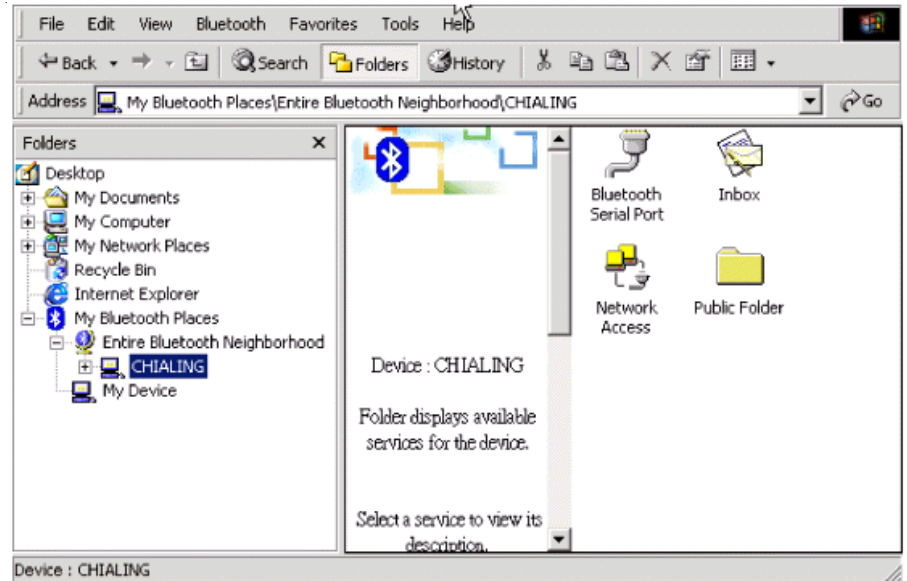 File Edit View Bluetooth Favorites Tools Help
Back Search Folders History
Address My Bluetooth Places\Entire Bluetooth Neighborhood\CHIALING Go
Folders
Desktop
My Documents
My Computer
My Network Places
Recycle Bin
Internet Explorer
My Bluetooth Places
Entire Bluetooth Neighborhood
CHIALING
My Device
Device : CHIALING
Folder displays available
services for the device.
Select a service to view its
description.
Bluetooth
Serial Port
Inbox
Network
Access
Public Folder
Device : CHIALING